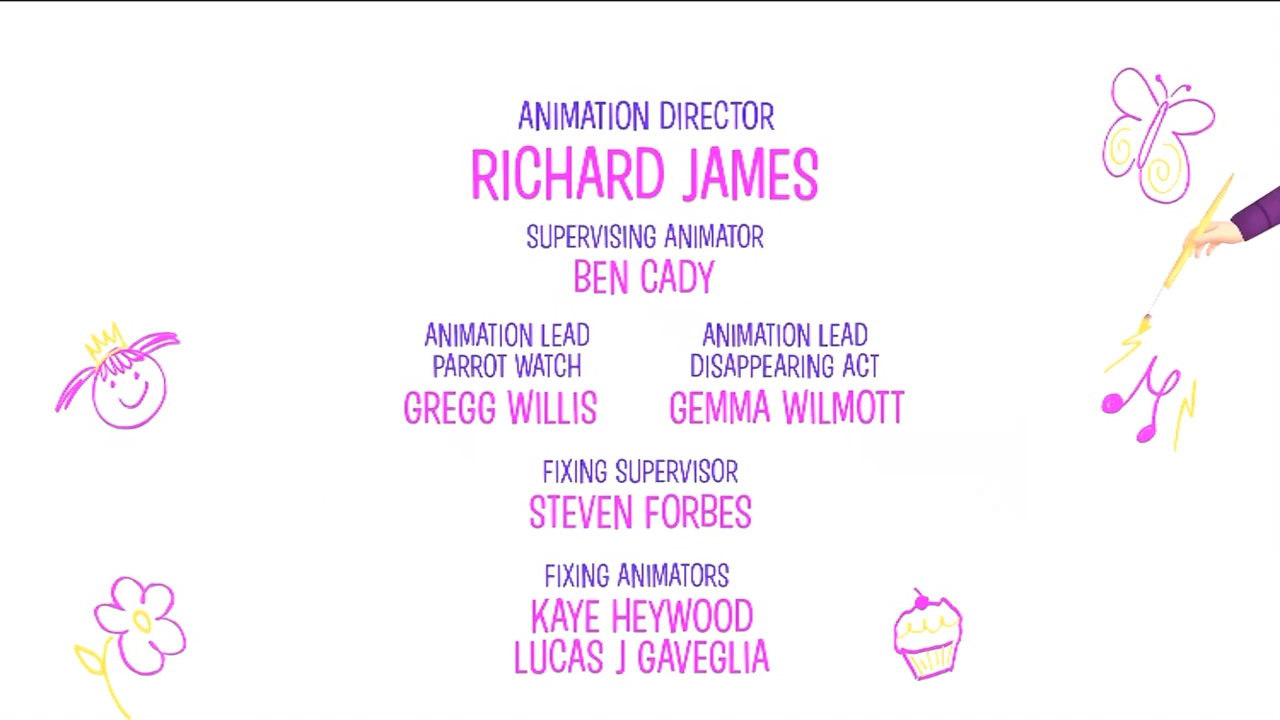 ANIMATION DIRECTOR
RICHARD JAMES
SUPERVISING ANIMATOR
BEN CADY
ANIMATION LEAD
PARROT WATCH
GREGG WILLIS
ANIMATION LEAD
DISAPPEARING ACT
GEMMA WILMOTT
FIXING SUPERVISOR
STEVEN FORBES
FIXING ANIMATORS
KAYE HEYWOOD
LUCAS J GAVEGLIA